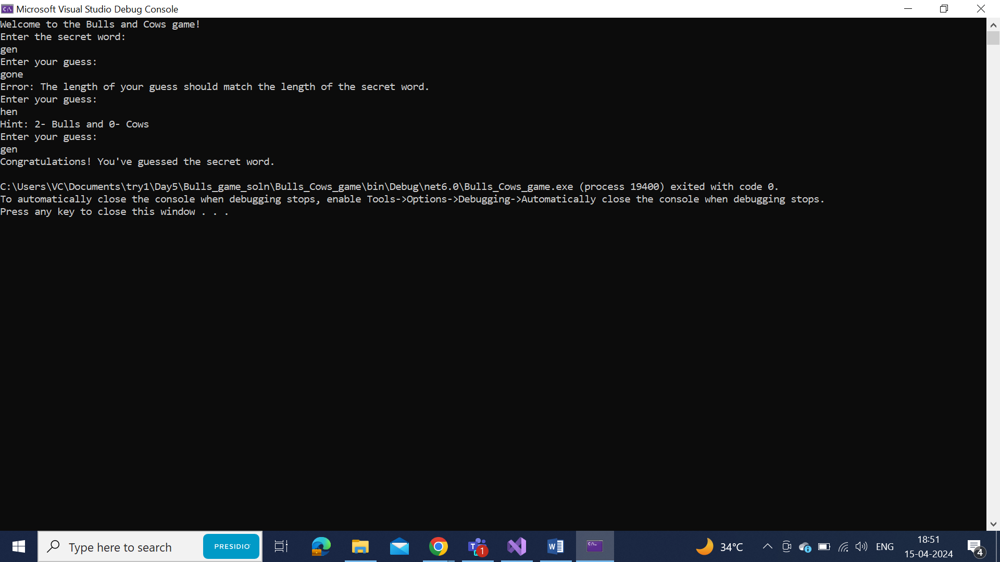 Microsoft Visual Studio Debug Console
Welcome to the Bulls and Cows game!
Enter the secret word:
gen
Enter your guess:
gone
Error: The length of your guess should match the length of the secret word.
Enter your guess:
hen
Hint: 2- Bulls and 0- Cows
Enter your guess:
gen
Congratulations! You've guessed the secret word.
C:\Users\VC\Documents\try1\Day5\Bulls_game_soln\Bulls_Cows_game\bin\Debug\net6.0\Bulls_Cows_game.exe (process 19400) exited with code 0.
To automatically close the console when debugging stops, enable Tools->Options->Debugging->Automatically close the console when debugging stops.
Press any key to close this window . . .
Type here to search
PRESIDIO
1
34°C
ENG
18:51
15-04-2024
4